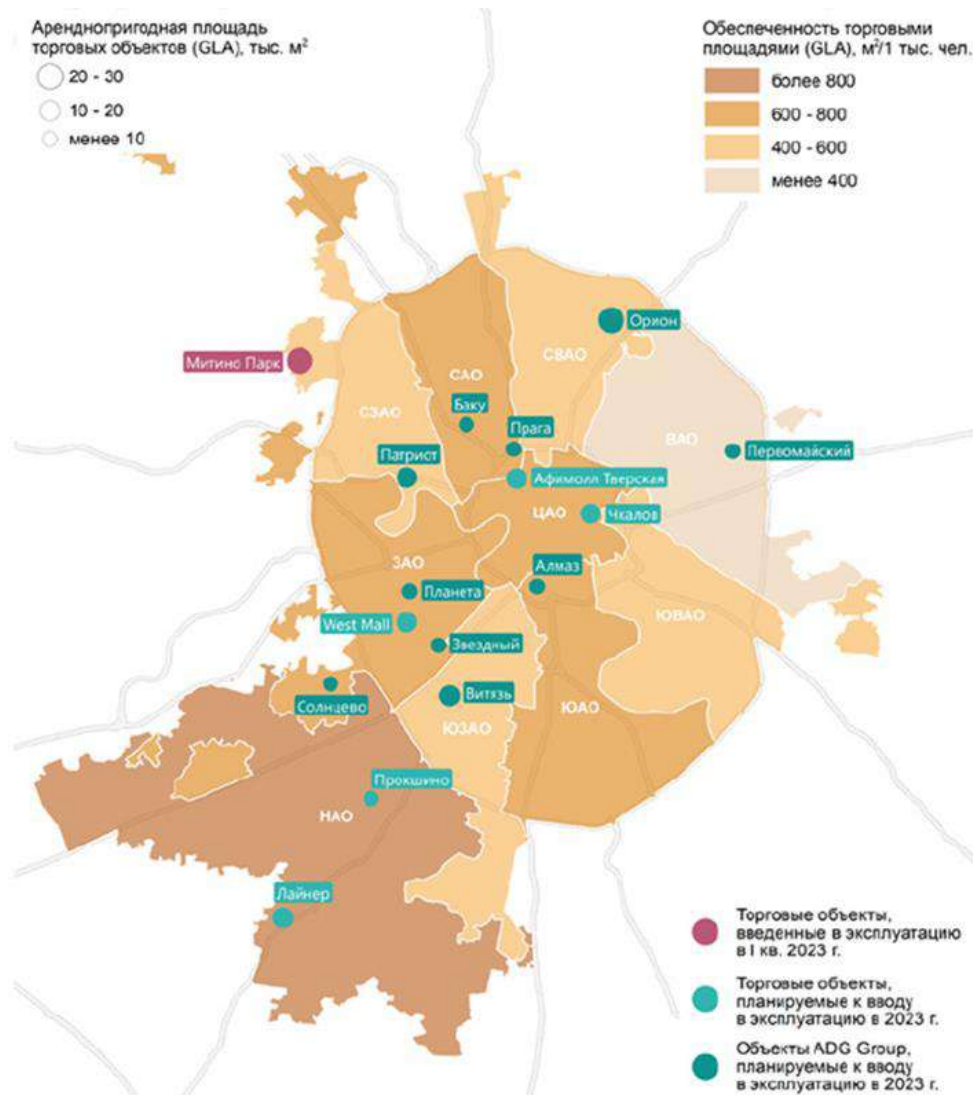 Аренднопригодная площадь
торговых объектов (GLA), тыс. м²
20 - 30
10 - 20
менее 10
Обеспеченность торговыми
площадями (GLA), м²/1 тыс. чел.
более 800
600 - 800
400 - 600
менее 400
Орион
Митино Парк
СВАО
САО
СЗАО
Баку
Прага
ВАО
Первомайский
Патриот
Афимолл Тверская
ЦАО
Чкалов
ЗАО
Алмаз
Планета
West Mall
ЮВАО
Звездный
Солнцево
Витязь
ЮАО
ЮЗАО
Прокшино
НАО
Лайнер
Торговые объекты,
введенные в эксплуатацию
в I кв. 2023 г.
Торговые объекты,
планируемые к вводу
в эксплуатацию в 2023 г.
Объекты ADG Group,
планируемые к вводу
в эксплуатацию в 2023 г.